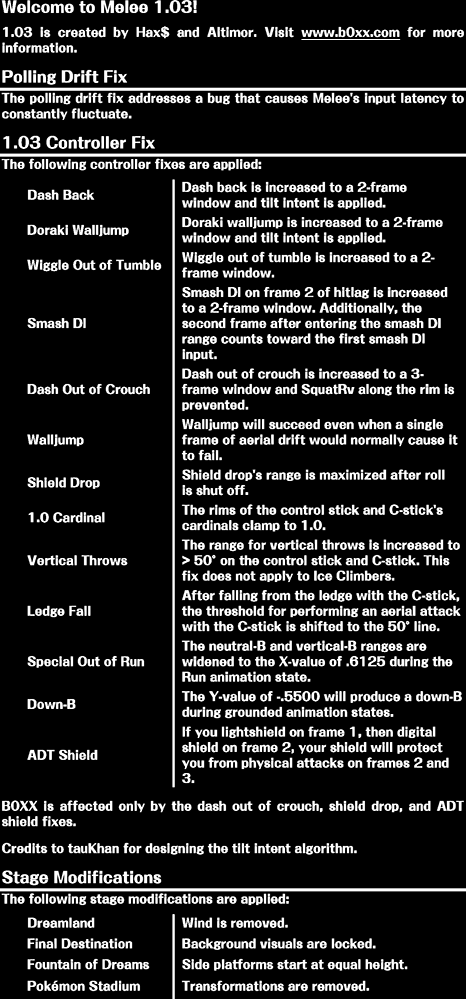 Welcome to Melee 1.03!
1.03 is created by Hax$ and Altimor. Visit www.b0xx.com for more
information.
Polling Drift Fix
The polling drift fix addresses a bug that causes Melee's input latency to
constantly fluctuate.
1.03 Controller Fix
The following controller fixes are applied:
Dash Back
Dash back is increased to a 2-frame
window and tilt intent is applied.
Doraki Walljump
Doraki walljump is increased to a 2-frame
window and tilt intent is applied.
Wiggle Out of Tumble
Wiggle out of tumble is increased to a 2-
frame window.
Smash DI
Smash DI on frame 2 of hitlag is increased
to a 2-frame window. Additionally, the
second frame after entering the smash DI
range counts toward the first smash DI
input.
Dash Out of Crouch
Dash out of crouch is increased to a 3-
frame window and SquatRv along the rim is
prevented.
Walljump
Walljump will succeed even when a single
frame of aerial drift would normally cause it
to fail.
Shield Drop
Shield drop's range is maximized after roll
is shut off.
1.0 Cardinal
The rims of the control stick and C-stick's
cardinals clamp to 1.0.
Vertical Throws
The range for vertical throws is increased to
> 50° on the control stick and C-stick. This
fix does not apply to Ice Climbers.
Ledge Fall
After falling from the ledge with the C-stick,
the threshold for performing an aerial attack
with the C-stick is shifted to the 50° line.
Special Out of Run
The neutral-B and vertical-B ranges are
widened to the X-value of .6125 during the
Run animation state.
Down-B
The Y-value of -.5500 will produce a down-B
during grounded animation states.
ADT Shield
If you lightshield on frame 1, then digital
shield on frame 2, your shield will protect
you from physical attacks on frames 2 and
3.
B0XX is affected only by the dash out of crouch, shield drop, and ADT
shield fixes.
Credits to tauKhan for designing the tilt intent algorithm.
Stage Modifications
The following stage modifications are applied:
Dreamland
Wind is removed.
Final Destination
Background visuals are locked.
Fountain of Dreams
Side platforms start at equal height.
Pokémon Stadium
Transformations are removed.